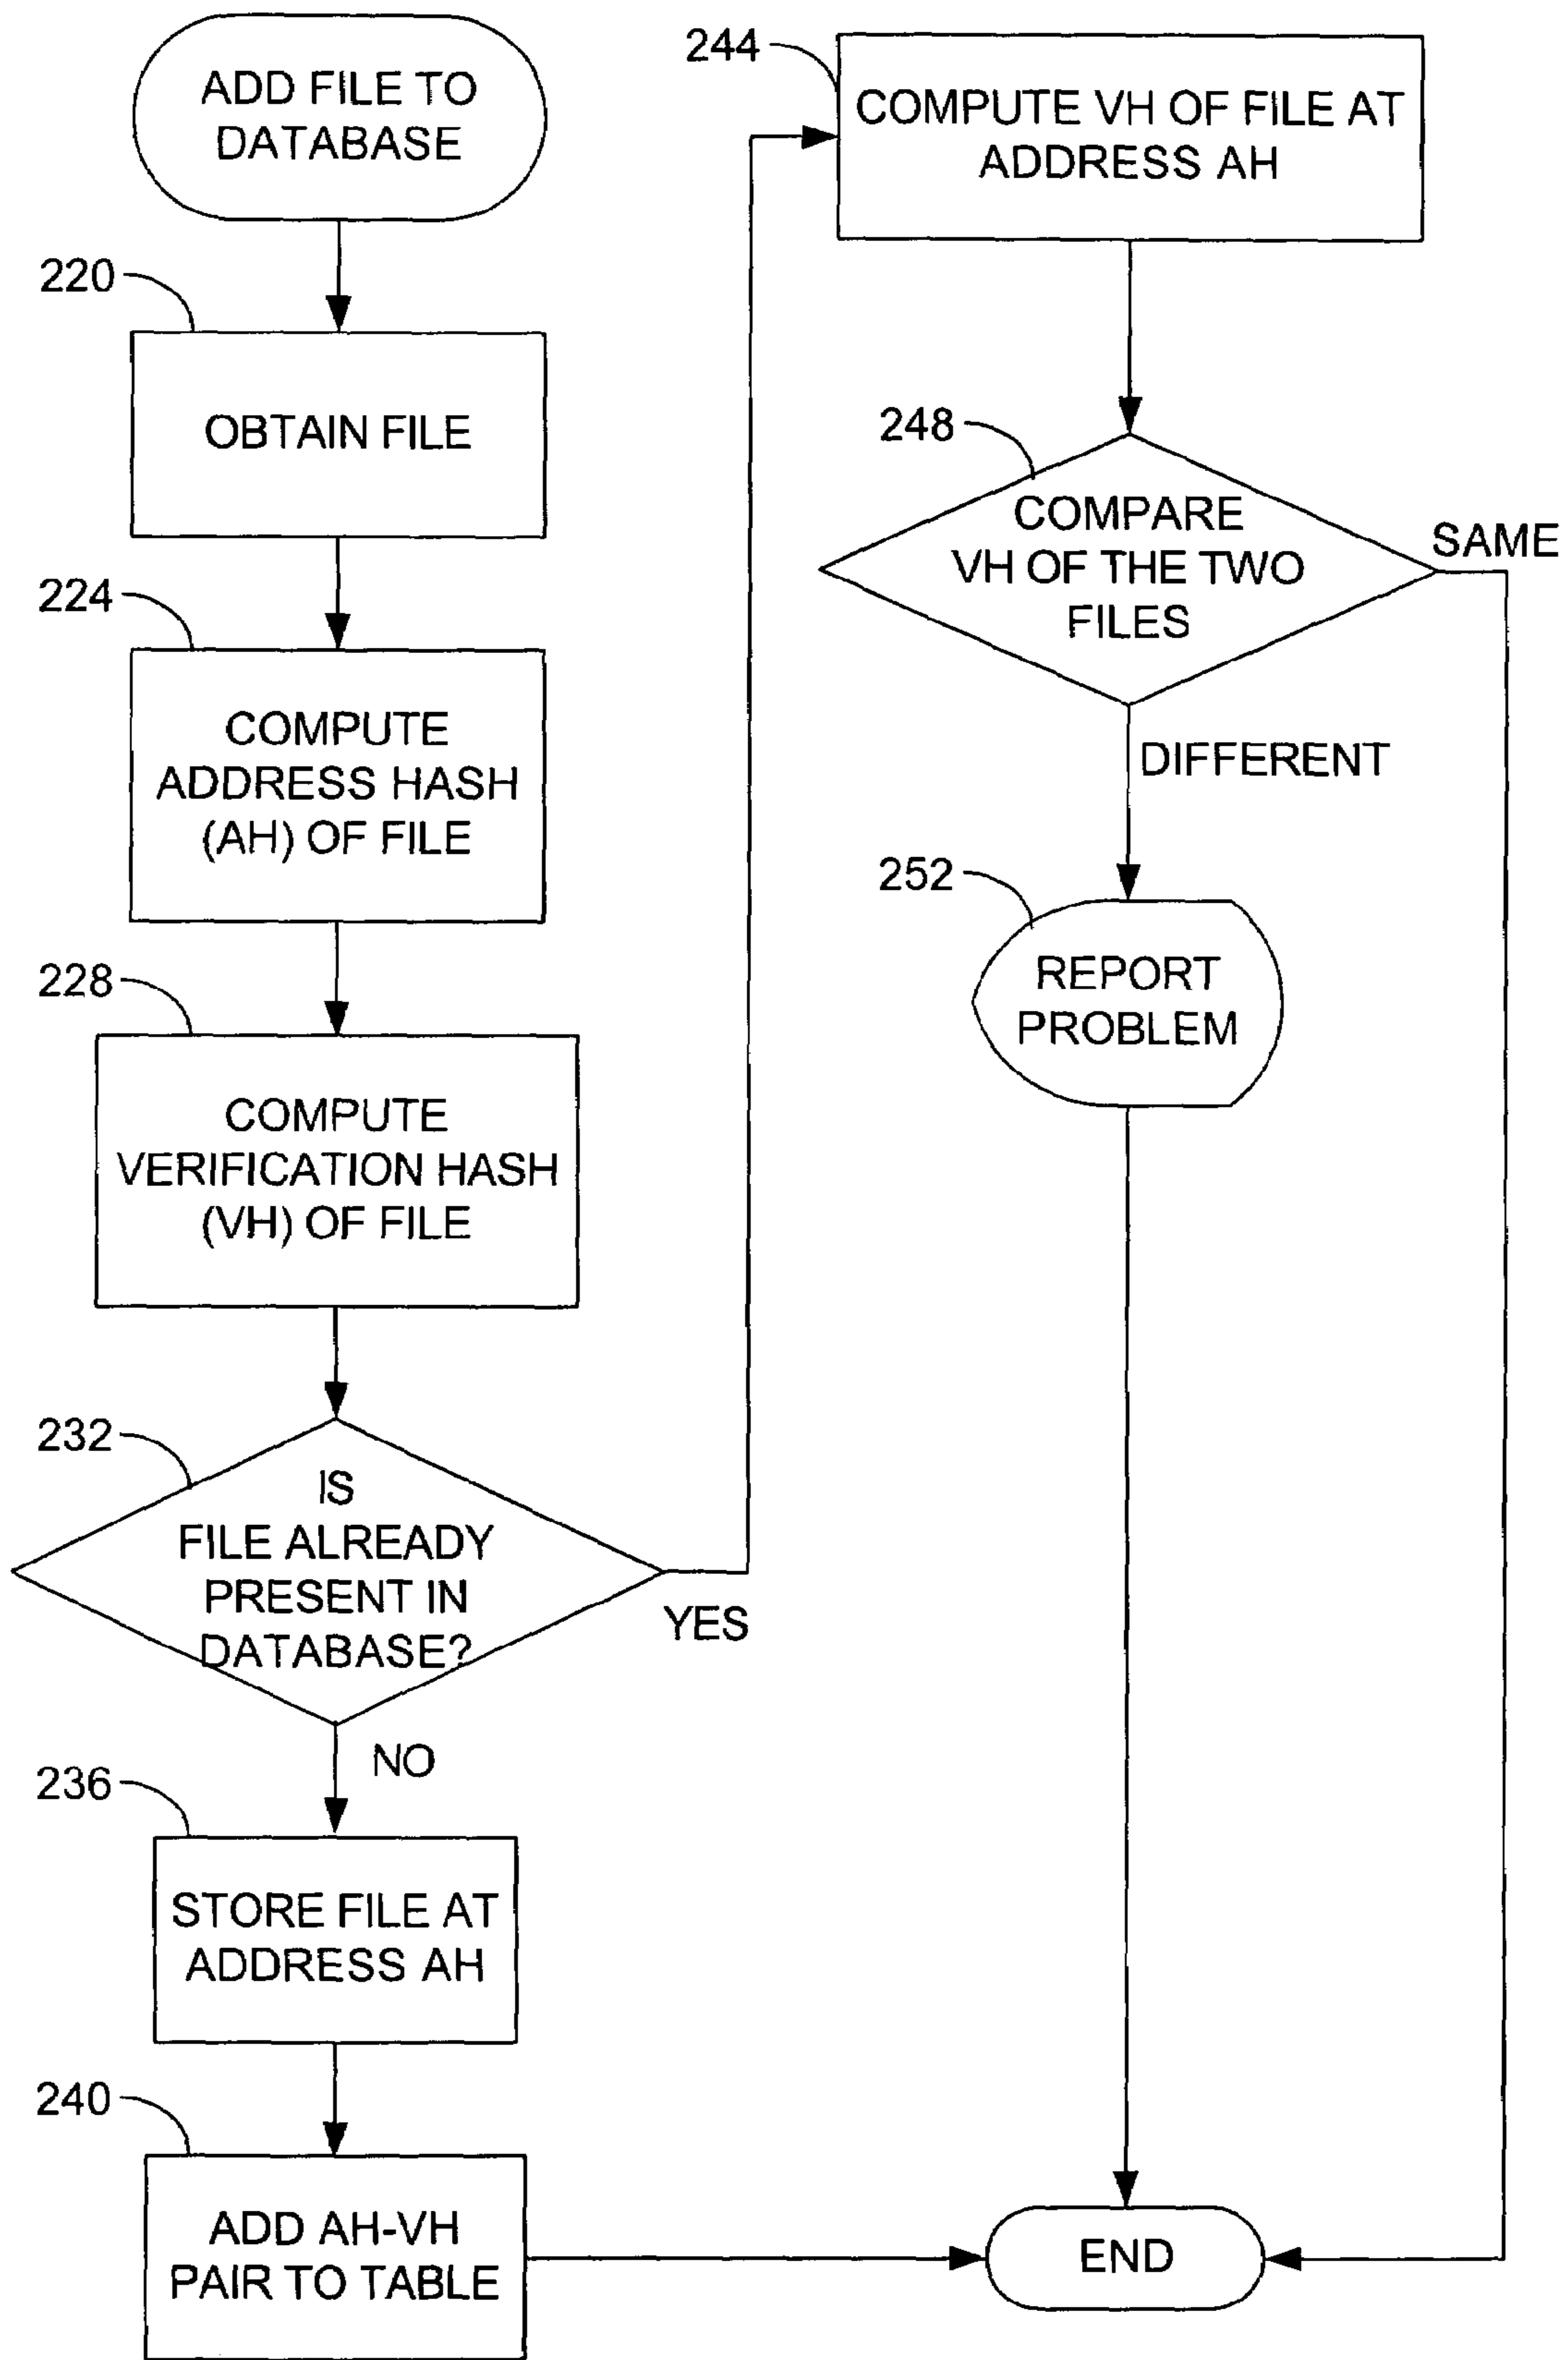 ADD FILE TO
DATABASE
220
OBTAIN FILE
224
COMPUTE
ADDRESS HASH
(AH) OF FILE
228
COMPUTE
VERIFICATION HASH
(VH) OF FILE
232
IS
FILE ALREADY
PRESENT IN
DATABASE?
YES
NO
236
STORE FILE AT
ADDRESS AH
240
ADD AH-VH
PAIR TO TABLE
244
COMPUTE VH OF FILE AT
ADDRESS AH
248
COMPARE
VH OF THE TWO
FILES
SAME
DIFFERENT
252
REPORT
PROBLEM
END